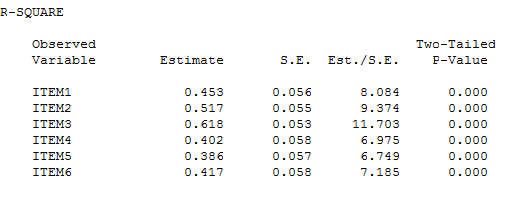 R-SQUARE
Observed Two-Tailed
Variable Estimate S.E. Est./S.E. P-Value
ITEM1 0.453 0.056 8.084 0.000
ITEM2 0.517 0.055 9.374 0.000
ITEM3 0.618 0.053 11.703 0.000
ITEM4 0.402 0.058 6.975 0.000
ITEM5 0.386 0.057 6.749 0.000
ITEM6 0.417 0.058 7.185 0.000